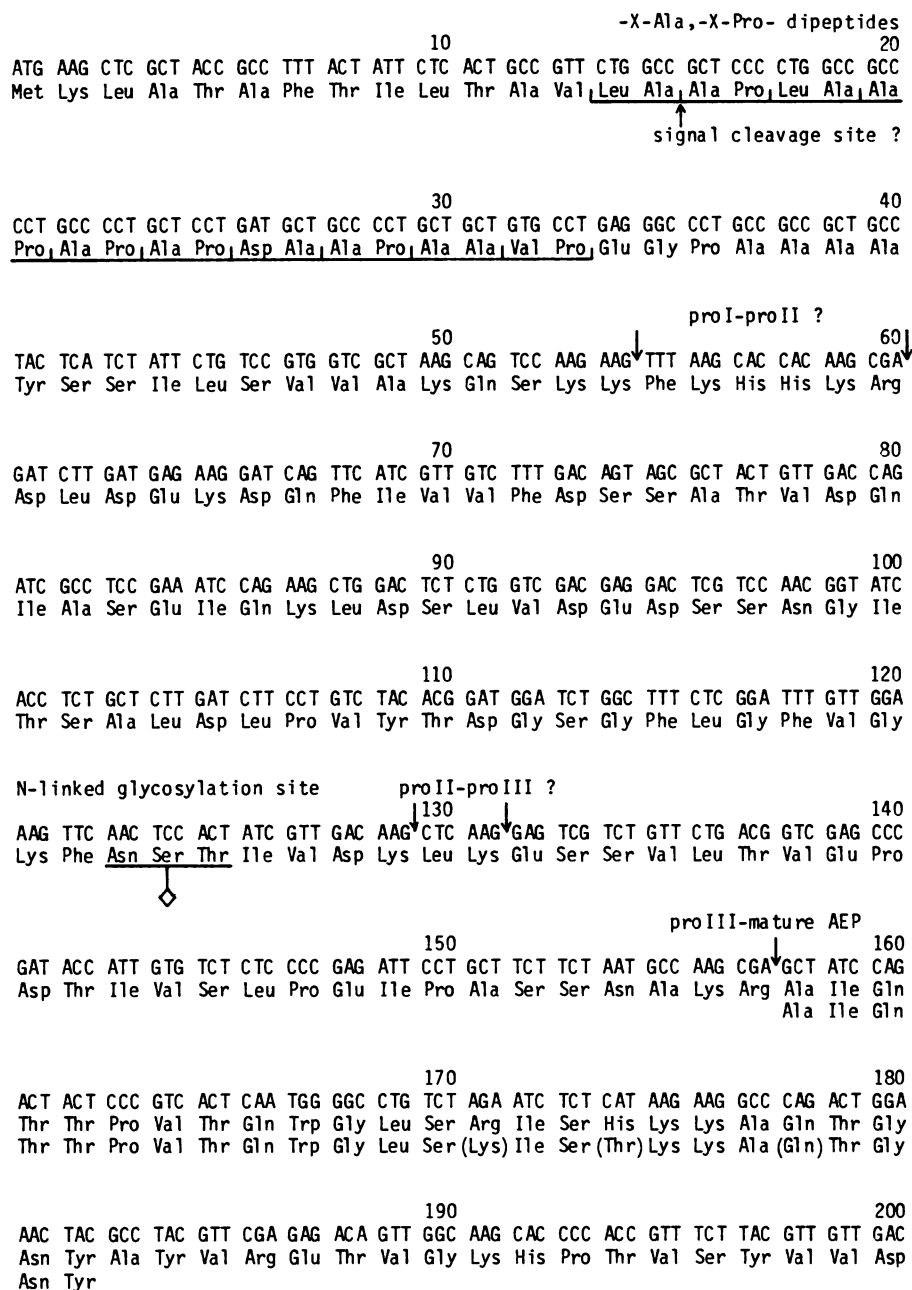 -X-Ala,-X-Pro- dipeptides
10 20
ATG AAG CTC GCT ACC GCC TTT ACT ATT CTC ACT GCC GTT CTG GCC GCT CCC CTG GCC GCC
Met Lys Leu Ala Thr Ala Phe Thr Ile Leu Thr Ala Val Leu Ala Ala Pro Leu Ala Ala
signal cleavage site ?
30 40
CCT GCC CCT GCT CCT GAT GCT GCC CCT GCT GCT GTG CCT GAG GGC CCT GCC GCC GCT GCC
Pro Ala Pro Ala Pro Asp Ala Ala Pro Ala Ala Val Pro Glu Gly Pro Ala Ala Ala Ala
proI-proII ?
50 60
TAC TCA TCT ATT CTG TCC GTG GTC GCT AAG CAG TCC AAG AAG TTT AAG CAC CAC AAG CGA
Tyr Ser Ser Ile Leu Ser Val Val Ala Lys Gln Ser Lys Lys Phe Lys His His Lys Arg
70 80
GAT CTT GAT GAG AAG GAT CAG TTC ATC GTT GTC TTT GAC AGT AGC GCT ACT GTT GAC CAG
Asp Leu Asp Glu Lys Asp Gln Phe Ile Val Val Phe Asp Ser Ser Ala Thr Val Asp Gln
90 100
ATC GCC TCC GAA ATC CAG AAG CTG GAC TCT CTG GTC GAC GAG GAC TCG TCC AAC GGT ATC
Ile Ala Ser Glu Ile Gln Lys Leu Asp Ser Leu Val Asp Glu Asp Ser Ser Asn Gly Ile
110 120
ACC TCT GCT CTT GAT CTT CCT GTC TAC ACG GAT GGA TCT GGC TTT CTC GGA TTT GTT GGA
Thr Ser Ala Leu Asp Leu Pro Val Tyr Thr Asp Gly Ser Gly Phe Leu Gly Phe Val Gly
N-linked glycosylation site proII-proIII ?
130 140
AAG TTC AAC TCC ACT ATC GTT GAC AAG CTC AAG GAG TCG TCT GTT CTG ACG GTC GAG CCC
Lys Phe Asn Ser Thr Ile Val Asp Lys Leu Lys Glu Ser Ser Val Leu Thr Val Glu Pro
proIII-mature AEP
150 160
GAT ACC ATT GTG TCT CTC CCC GAG ATT CCT GCT TCT TCT AAT GCC AAG CGA GCT ATC CAG
Asp Thr Ile Val Ser Leu Pro Glu Ile Pro Ala Ser Ser Asn Ala Lys Arg Ala Ile Gln
Ala Ile Gln
170 180
ACT ACT CCC GTC ACT CAA TGG GGC CTG TCT AGA ATC TCT CAT AAG AAG GCC CAG ACT GGA
Thr Thr Pro Val Thr Gln Trp Gly Leu Ser Arg Ile Ser His Lys Lys Ala Gln Thr Gly
Thr Thr Pro Val Thr Gln Trp Gly Leu Ser (Lys) Ile Ser (Thr) Lys Lys Ala (Gln) Thr Gly
190 200
AAC TAC GCC TAC GTT CGA GAG ACA GTT GGC AAG CAC CCC ACC GTT TCT TAC GTT GTT GAC
Asn Tyr Ala Tyr Val Arg Glu Thr Val Gly Lys His Pro Thr Val Ser Tyr Val Val Asp
Asn Tyr